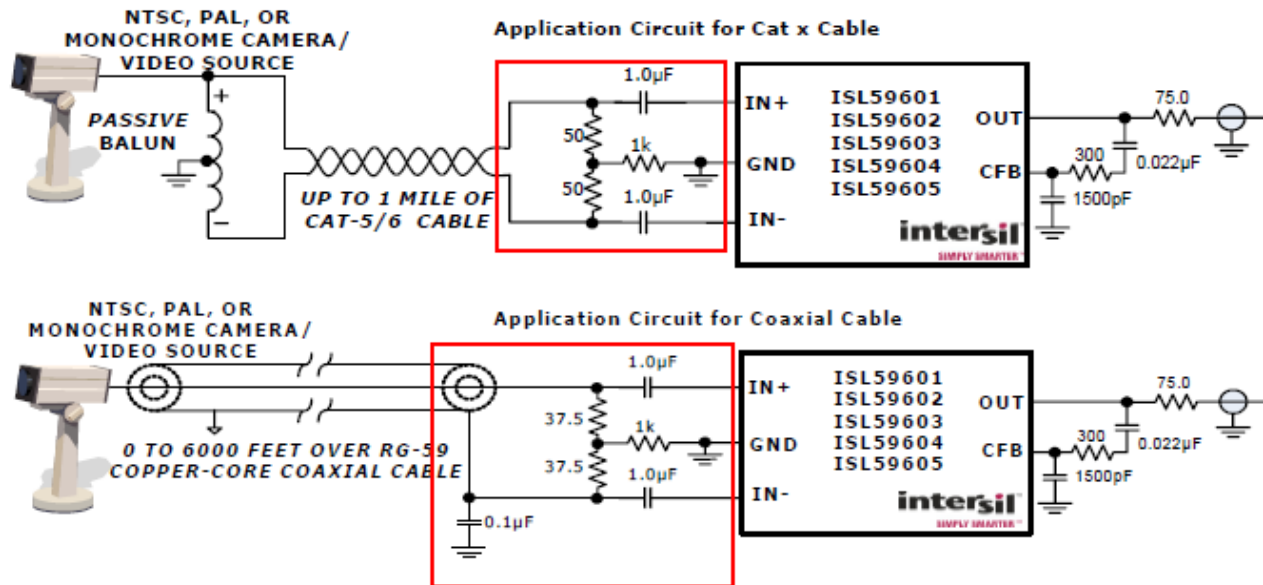 NTSC, PAL, OR
MONOCHROME CAMERA/
VIDEO SOURCE
Application Circuit for Cat x Cable
+
PASSIVE
BALUN
−
UP TO 1 MILE OF
CAT-5/6 CABLE
1.0µF
50
1k
50
1.0µF
IN+
GND
IN-
ISL59601
ISL59602
ISL59603
ISL59604
ISL59605
OUT
CFB
intersil™
SIMPLY SMARTER™
75.0
300
0.022µF
1500pF
NTSC, PAL, OR
MONOCHROME CAMERA/
VIDEO SOURCE
Application Circuit for Coaxial Cable
0 TO 6000 FEET OVER RG-59
COPPER-CORE COAXIAL CABLE
1.0µF
37.5
1k
37.5
1.0µF
0.1µF
IN+
GND
IN-
ISL59601
ISL59602
ISL59603
ISL59604
ISL59605
OUT
CFB
intersil™
SIMPLY SMARTER™
75.0
300
0.022µF
1500pF